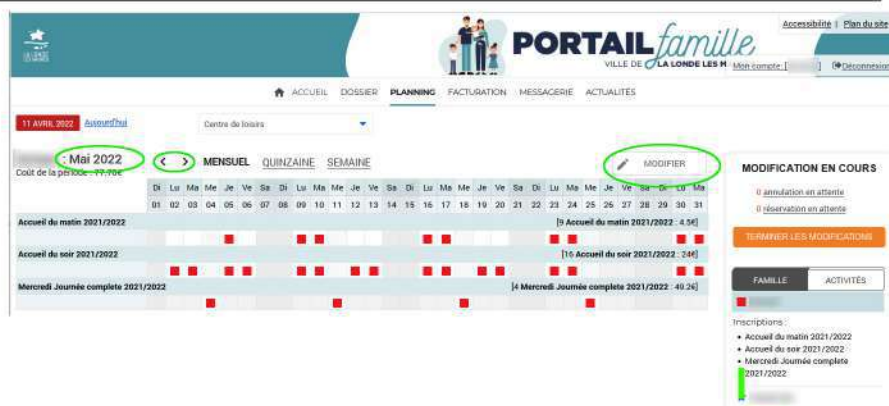 Accessibilité | Plan du site
PORTAIL famille
VILLE DE LA LONDE LES M
Mon compte: [ ] Déconnexion
ACCUEIL DOSSIER PLANNING FACTURATION MESSAGERIE ACTUALITÉS
11 AVRIL 2022 Aujourd'hui
Centre de loisirs
: Mai 2022
Coût de la période : 77.70€
< > MENSUEL QUINZAINE SEMAINE
MODIFIER
Di Lu Ma Me Je Ve Sa Di Lu Ma Me Je Ve Sa Di Lu Ma Me Je Ve Sa Di Lu Ma Me Je Ve Sa Di Lu Ma
01 02 03 04 05 06 07 08 09 10 11 12 13 14 15 16 17 18 19 20 21 22 23 24 25 26 27 28 29 30 31
Accueil du matin 2021/2022 [9 Accueil du matin 2021/2022 : 4.5€]
Accueil du soir 2021/2022 [16 Accueil du soir 2021/2022 : 24€]
Mercredi Journée complete 2021/2022 [4 Mercredi Journée complete 2021/2022 : 49.2€]
MODIFICATION EN COURS
0 annulation en attente
0 réservation en attente
TERMINER LES MODIFICATIONS
FAMILLE ACTIVITÉS
Inscriptions :
• Accueil du matin 2021/2022
• Accueil du soir 2021/2022
• Mercredi Journée complete
2021/2022